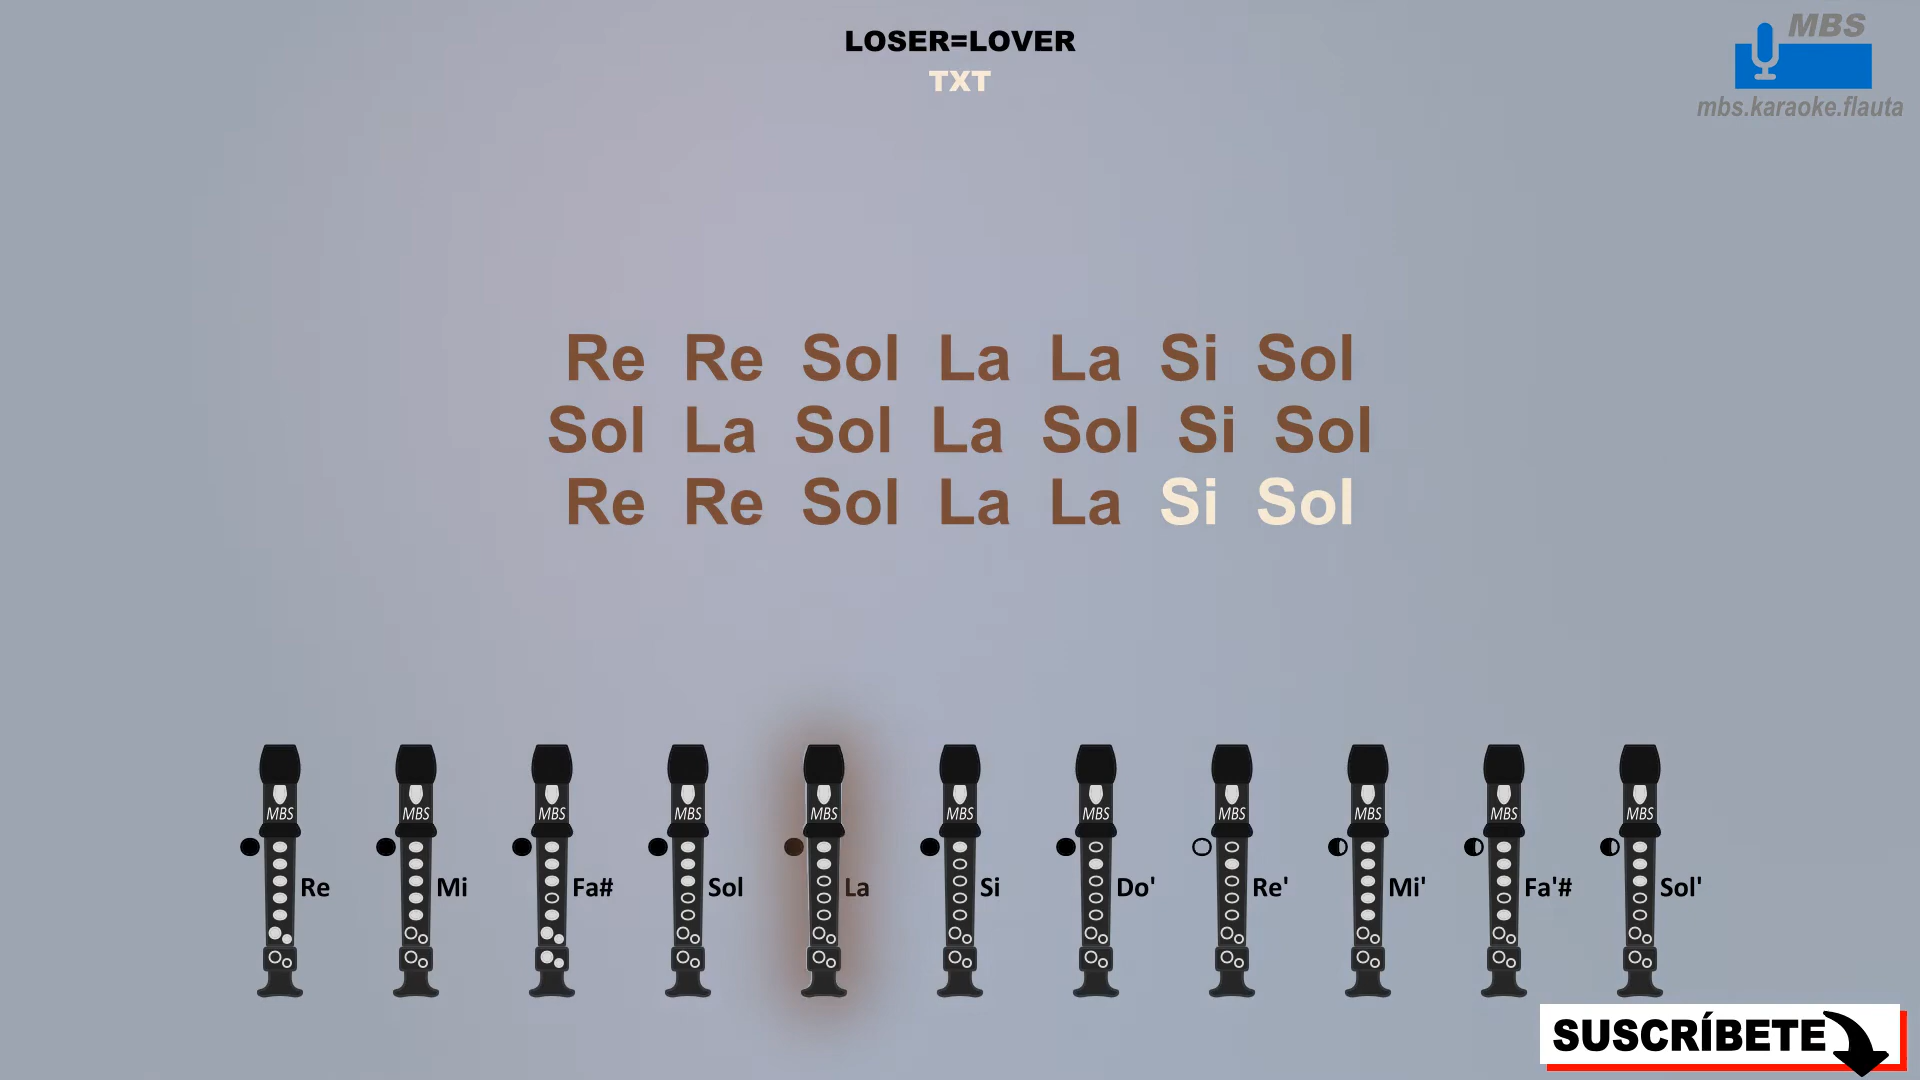 LOSER=LOVER
TXT
MBS
mbs.karaoke.flauta
Re Re Sol La La Si Sol
Sol La Sol La Sol Si Sol
Re Re Sol La La Si Sol
MBS MBS MBS MBS MBS MBS MBS MBS MBS MBS MBS
Re Mi Fa# Sol La Si Do' Re' Mi' Fa'# Sol'
SUSCRÍBETE